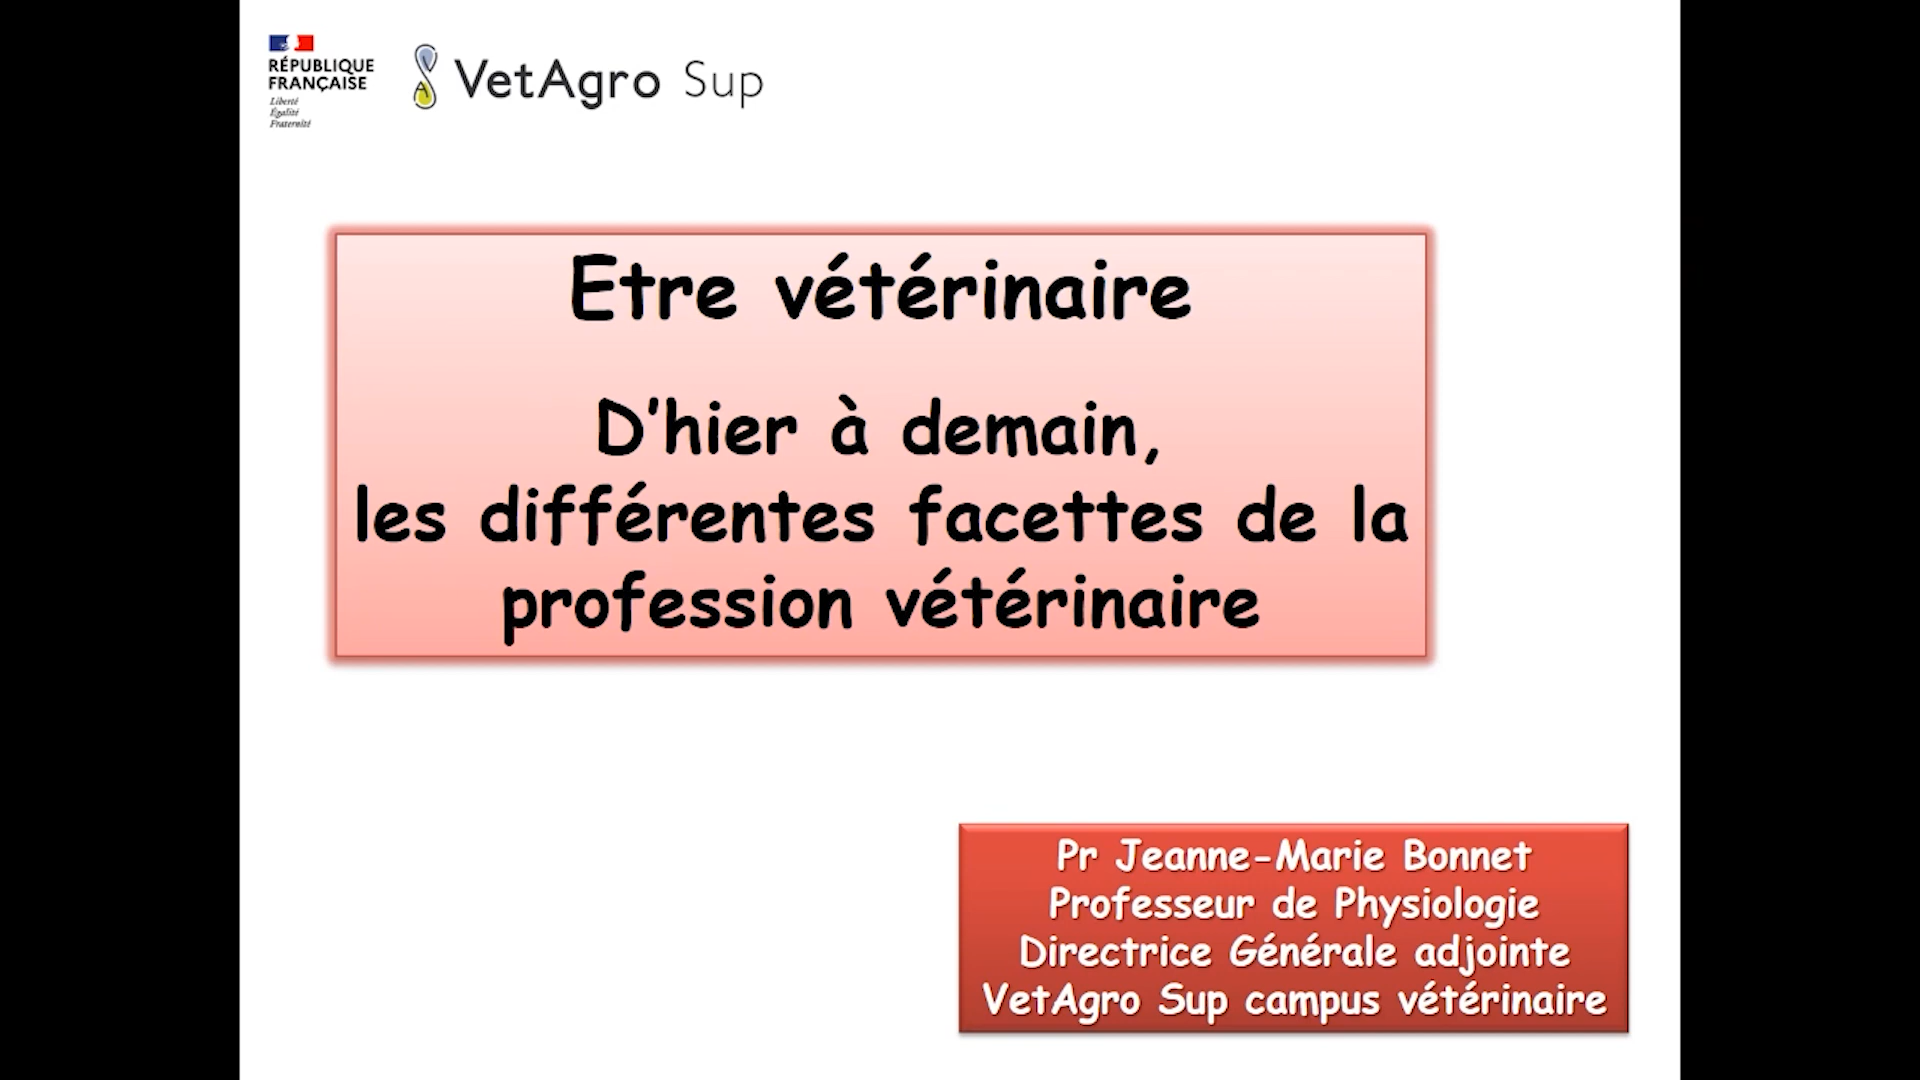 RÉPUBLIQUE
FRANÇAISE
Liberté
Égalité
Fraternité
VetAgro Sup
Etre vétérinaire
D'hier à demain,
les différentes facettes de la
profession vétérinaire
Pr Jeanne-Marie Bonnet
Professeur de Physiologie
Directrice Générale adjointe
VetAgro Sup campus vétérinaire